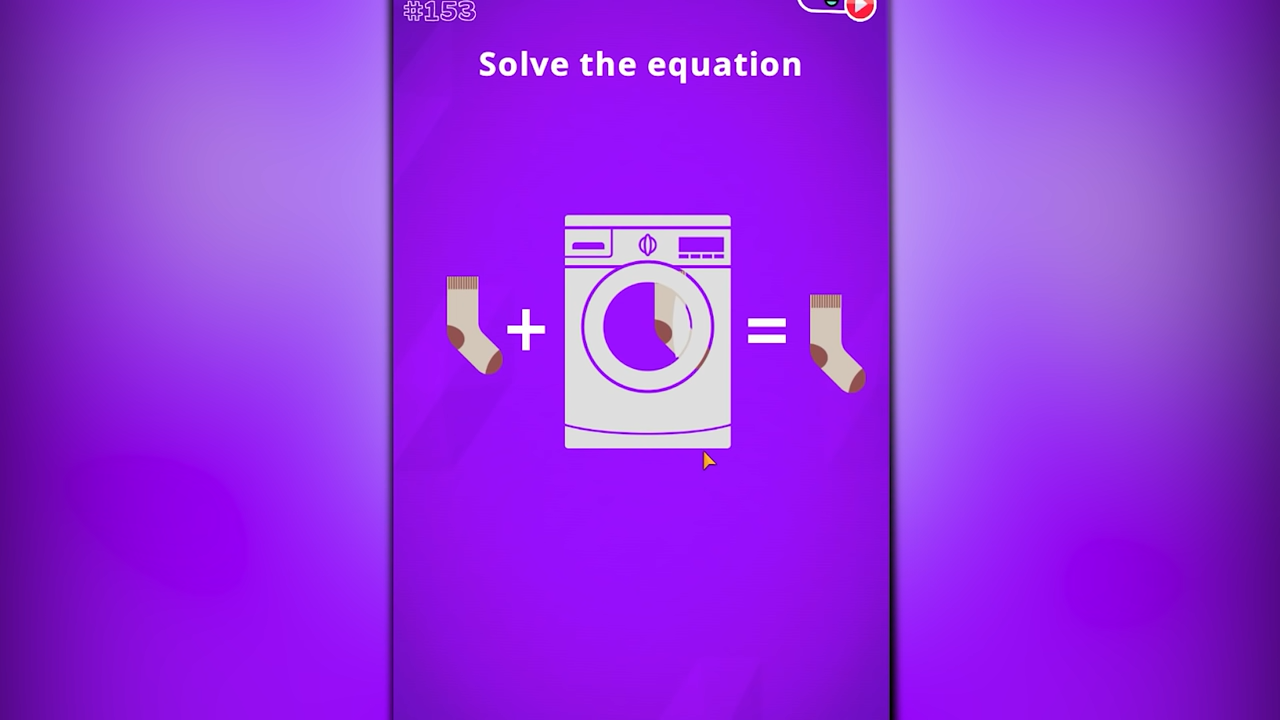 #153
Solve the equation
+ =